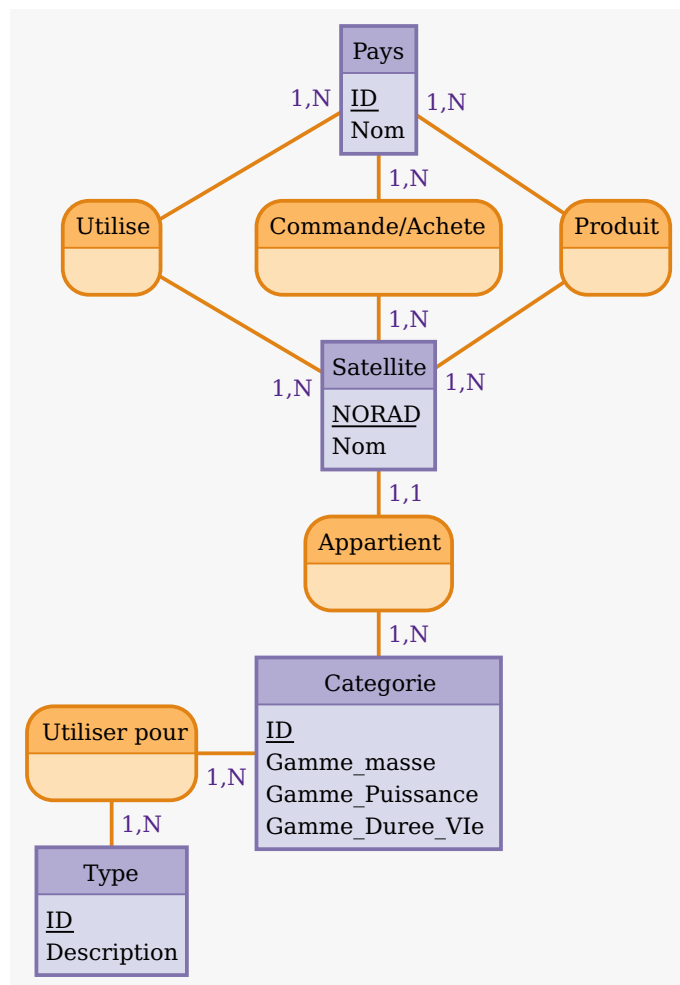 Pays
ID
Nom
1,N
1,N
1,N
Utilise
Commande/Achete
Produit
1,N
1,N
1,N
Satellite
NORAD
Nom
1,1
Appartient
1,N
Categorie
ID
Gamme_masse
Gamme_Puissance
Gamme_Duree_VIe
Utiliser pour
1,N
1,N
Type
ID
Description